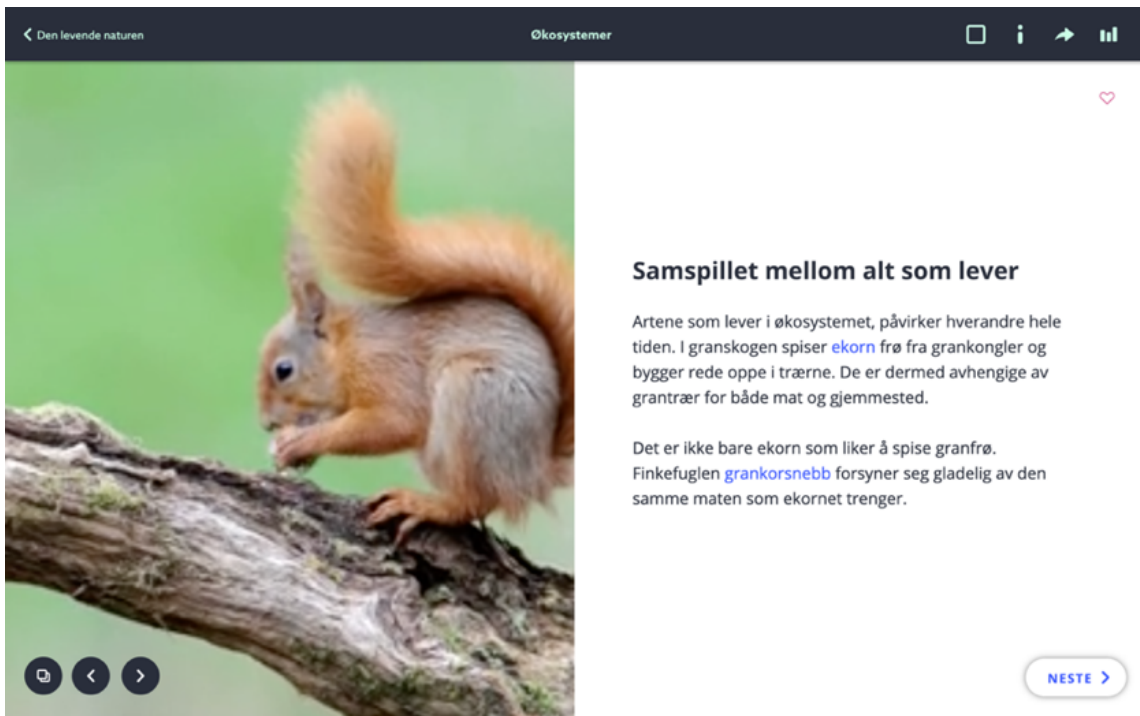 Den levende naturen
Økosystemer
Samspillet mellom alt som lever
Artene som lever i økosystemet, påvirker hverandre hele
tiden. I granskogen spiser ekorn frø fra grankongler og
bygger rede oppe i trærne. De er dermed avhengige av
grantrær for både mat og gjemmested.
Det er ikke bare ekorn som liker å spise granfrø.
Finkefuglen grankorsnebb forsyner seg gladelig av den
samme maten som ekornet trenger.
NESTE